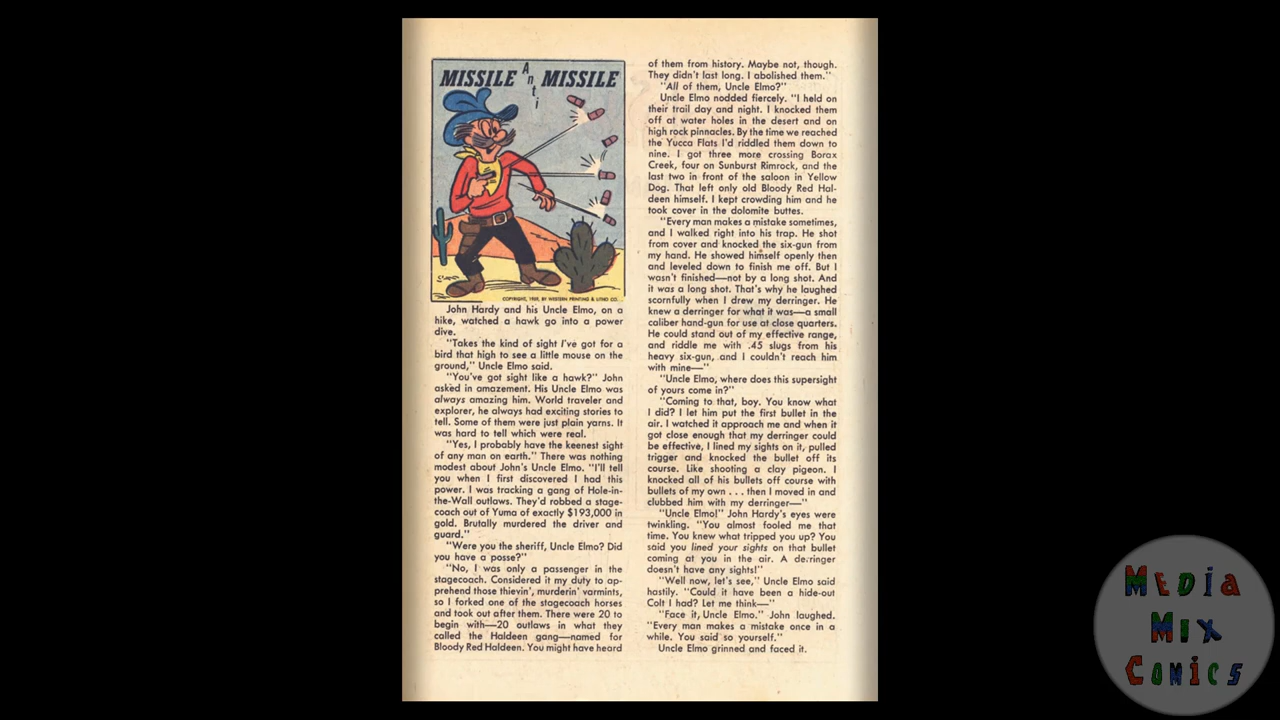 MISSILE Anti MISSILE
COPYRIGHT, 1959, BY WESTERN PRINTING & LITHO CO.
John Hardy and his Uncle Elmo, on a
hike, watched a hawk go into a power
dive.
"Takes the kind of sight I've got for a
bird that high to see a little mouse on the
ground," Uncle Elmo said.
"You've got sight like a hawk?" John
asked in amazement. His Uncle Elmo was
always amazing him. World traveler and
explorer, he always had exciting stories to
tell. Some of them were just plain yarns. It
was hard to tell which were real.
"Yes, I probably have the keenest sight
of any man on earth." There was nothing
modest about John's Uncle Elmo. "I'll tell
you when I first discovered I had this
power. I was tracking a gang of Hole-in-
the-Wall outlaws. They'd robbed a stage-
coach out of Yuma of exactly $193,000 in
gold. Brutally murdered the driver and
guard."
"Were you the sheriff, Uncle Elmo? Did
you have a posse?"
"No, I was only a passenger in the
stagecoach. Considered it my duty to ap-
prehend those thievin', murderin' varmints,
so I forked one of the stagecoach horses
and took out after them. There were 20 to
begin with—20 outlaws in what they
called the Haldeen gang—named for
Bloody Red Haldeen. You might have heard
of them from history. Maybe not, though.
They didn't last long. I abolished them."
"All of them, Uncle Elmo?"
Uncle Elmo nodded fiercely. "I held on
their trail day and night. I knocked them
off at water holes in the desert and on
high rock pinnacles. By the time we reached
the Yucca Flats I'd riddled them down to
nine. I got three more crossing Borax
Creek, four on Sunburst Rimrock, and the
last two in front of the saloon in Yellow
Dog. That left only old Bloody Red Hal-
deen himself. I kept crowding him and he
took cover in the dolomite buttes.
"Every man makes a mistake sometimes,
and I walked right into his trap. He shot
from cover and knocked the six-gun from
my hand. He showed himself openly then
and leveled down to finish me off. But I
wasn't finished—not by a long shot. And
it was a long shot. That's why he laughed
scornfully when I drew my derringer. He
knew a derringer for what it was—a small
caliber hand-gun for use at close quarters.
He could stand out of my effective range,
and riddle me with .45 slugs from his
heavy six-gun, and I couldn't reach him
with mine—"
"Uncle Elmo, where does this supersight
of yours come in?"
"Coming to that, boy. You know what
I did? I let him put the first bullet in the
air. I watched it approach me and when it
got close enough that my derringer could
be effective, I lined my sights on it, pulled
trigger and knocked the bullet off its
course. Like shooting a clay pigeon. I
knocked all of his bullets off course with
bullets of my own . . . then I moved in and
clubbed him with my derringer—"
"Uncle Elmo!" John Hardy's eyes were
twinkling. "You almost fooled me that
time. You knew what tripped you up? You
said you lined your sights on that bullet
coming at you in the air. A derringer
doesn't have any sights!"
"Well now, let's see," Uncle Elmo said
hastily. "Could it have been a hide-out
Colt I had? Let me think—"
"Face it, Uncle Elmo." John laughed.
"Every man makes a mistake once in a
while. You said so yourself."
Uncle Elmo grinned and faced it.
MEDIA
MIX
COMICS